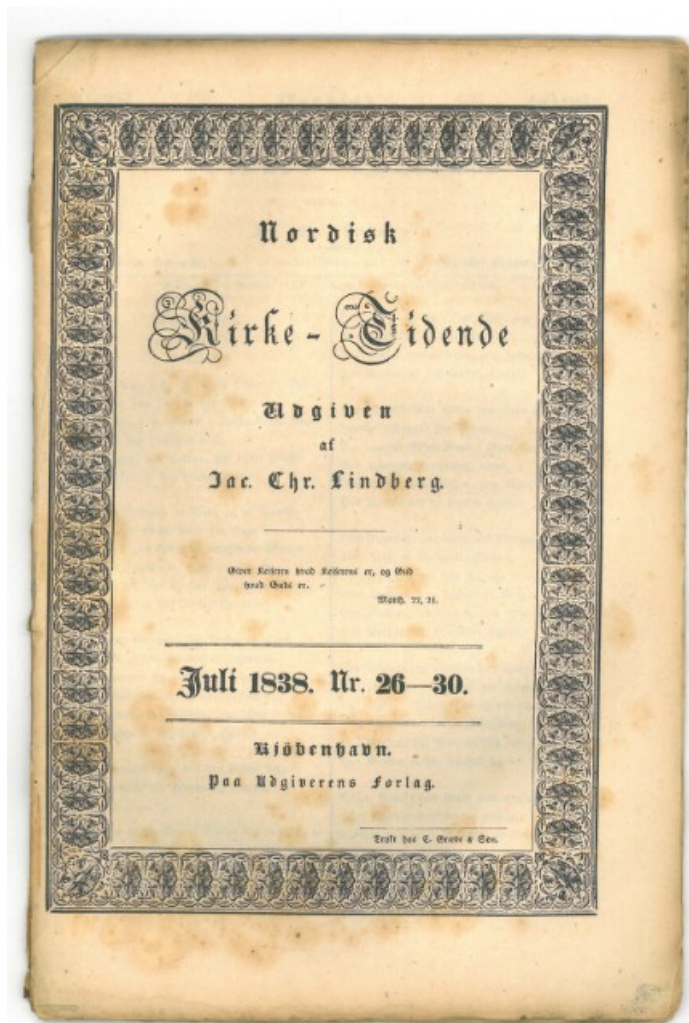 Nordisk
Kirke-Tidende
Udgiven
af
Jac. Chr. Lindberg.
Giver Keiseren hvad Keiserens er, og Gud
hvad Guds er.
Matth. 22, 21.
Juli 1838. Nr. 26—30.
Kjöbenhavn.
Paa Udgiverens Forlag.
Trykt hos C. Græbe & Søn.